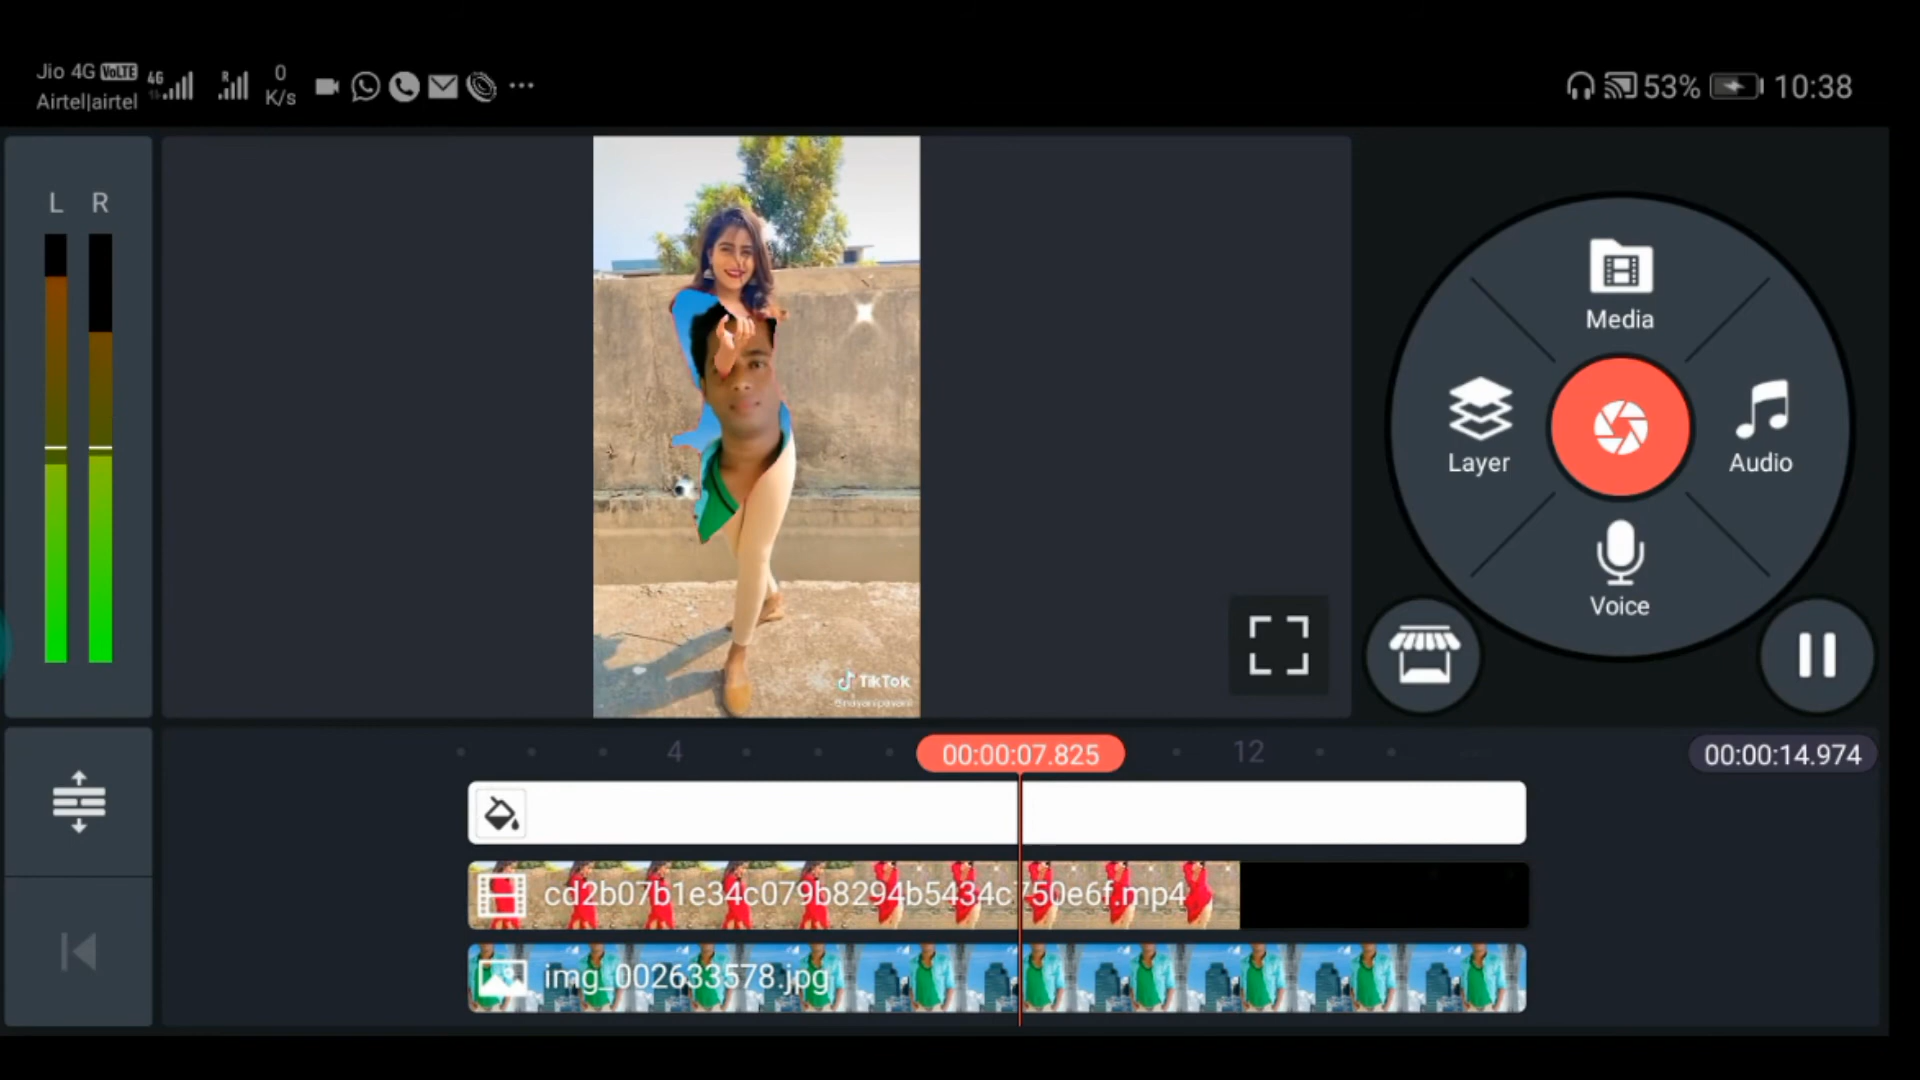 Jio 4G VoLTE
Airtel|airtel
4G
R
0
K/s
53%
10:38
L R
TikTok
Media
Layer
Audio
Voice
4
00:00:07.825
12
00:00:14.974
cd2b07b1e34c079b8294b5434c750e6f.mp4
img_002633578.jpg